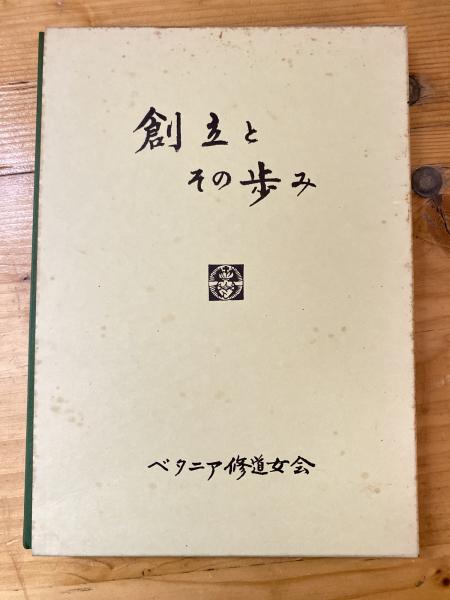 創立と
その歩み
ベタニア修道女会